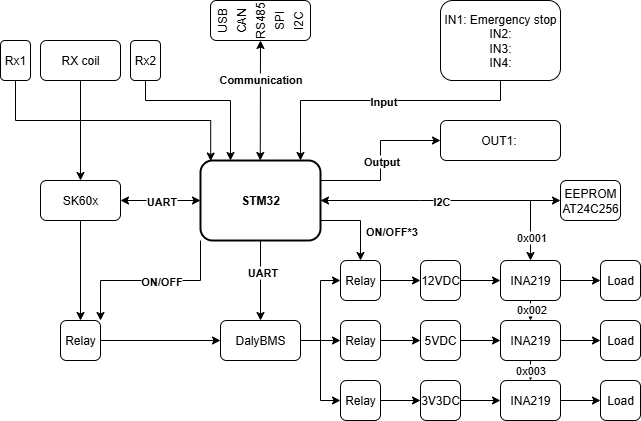 USB
CAN
RS485
SPI
I2C
IN1: Emergency stop
IN2:
IN3:
IN4:
Rx1
RX coil
Rx2
Communication
Input
Output
OUT1:
SK60x
UART
STM32
I2C
EEPROM
AT24C256
ON/OFF*3
0x001
ON/OFF
UART
Relay
12VDC
INA219
Load
0x002
Relay
DalyBMS
Relay
5VDC
INA219
Load
0x003
Relay
3V3DC
INA219
Load